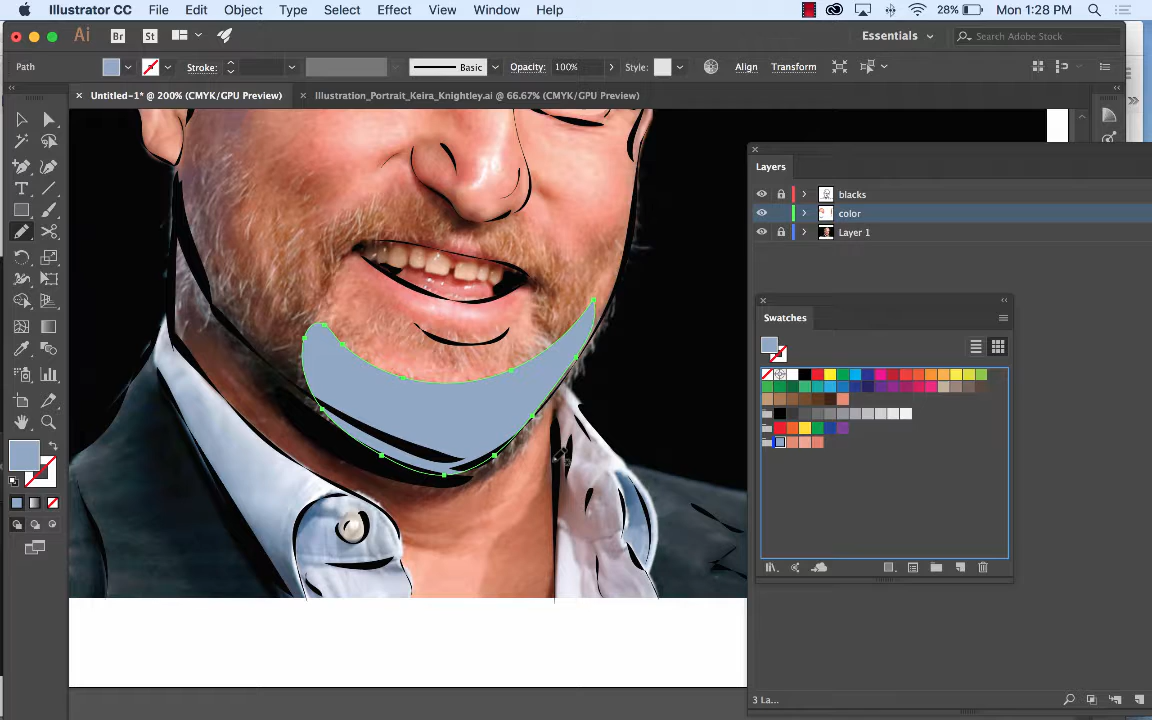 Illustrator CC File Edit Object Type Select Effect View Window Help 28% Mon 1:28 PM
Ai Br St Essentials Search Adobe Stock
Path Stroke: Basic Opacity: 100% Style: Align Transform
× Untitled-1* @ 200% (CMYK/GPU Preview) × Illustration_Portrait_Keira_Knightley.ai @ 66.67% (CMYK/GPU Preview)
Layers
blacks
color
Layer 1
Swatches
3 La...